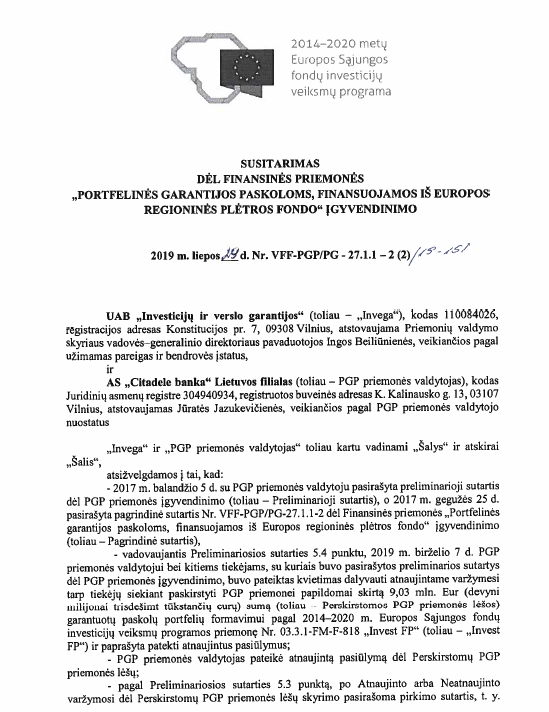 2014–2020 metų
Europos Sąjungos
fondų investicijų
veiksmų programa
SUSITARIMAS
DĖL FINANSINĖS PRIEMONĖS
„PORTFELINĖS GARANTIJOS PASKOLOMS, FINANSUOJAMOS IŠ EUROPOS
REGIONINĖS PLĖTROS FONDO“ ĮGYVENDINIMO
2019 m. liepos 24 d. Nr. VFF-PGP/PG - 27.1.1 – 2 (2)/19-151
UAB „Investicijų ir verslo garantijos“ (toliau – „Invega“), kodas 110084026,
registracijos adresas Konstitucijos pr. 7, 09308 Vilnius, atstovaujama Priemonių valdymo
skyriaus vadovės–generalinio direktoriaus pavaduotojos Ingos Beiliūnienės, veikiančios pagal
užimamas pareigas ir bendrovės įstatus,
ir
AS „Citadele banka“ Lietuvos filialas (toliau – PGP priemonės valdytojas), kodas
Juridinių asmenų registre 304940934, registruotos buveinės adresas K. Kalinausko g. 13, 03107
Vilnius, atstovaujamas Jūratės Jazukevičienės, veikiančios pagal PGP priemonės valdytojo
nuostatus
„Invega“ ir „PGP priemonės valdytojas“ toliau kartu vadinami „Šalys“ ir atskirai
„Šalis“,
atsižvelgdamos į tai, kad:
- 2017 m. balandžio 5 d. su PGP priemonės valdytoju pasirašyta preliminarioji sutartis
dėl PGP priemonės įgyvendinimo (toliau – Preliminarioji sutartis), o 2017 m. gegužės 25 d.
pasirašyta pagrindinė sutartis Nr. VFF-PGP/PG-27.1.1-2 dėl Finansinės priemonės „Portfelinės
garantijos paskoloms, finansuojamos iš Europos regioninės plėtros fondo“ įgyvendinimo
(toliau – Pagrindinė sutartis),
- vadovaujantis Preliminariosios sutarties 5.4 punktu, 2019 m. birželio 7 d. PGP
priemonės valdytojui bei kitiems tiekėjams, su kuriais buvo pasirašytos preliminarios sutartys
dėl PGP priemonės įgyvendinimo, buvo pateiktas kvietimas dalyvauti atnaujintame varžymesi
tarp tiekėjų siekiant paskirstyti PGP priemonei papildomai skirtą 9,03 mln. Eur (devyni
milijonai trisdešimt tūkstančių eurų) sumą (toliau – Perskirstomos PGP priemonės lėšos)
garantuotų paskolų portfelių formavimui pagal 2014–2020 m. Europos Sąjungos fondų
investicijų veiksmų programos priemonę Nr. 03.3.1-FM-F-818 „Invest FP“ (toliau – „Invest
FP“) ir paprašyta patekti atnaujintus pasiūlymus;
- PGP priemonės valdytojas pateikė atnaujintą pasiūlymą dėl Perskirstomų PGP
priemonės lėšų;
- pagal Preliminariosios sutarties 5.3 punktą, po Atnaujinto arba Neatnaujinto
varžymosi dėl Perskirstomų PGP priemonės lėšų skyrimo pasirašoma pirkimo sutartis, t. y.